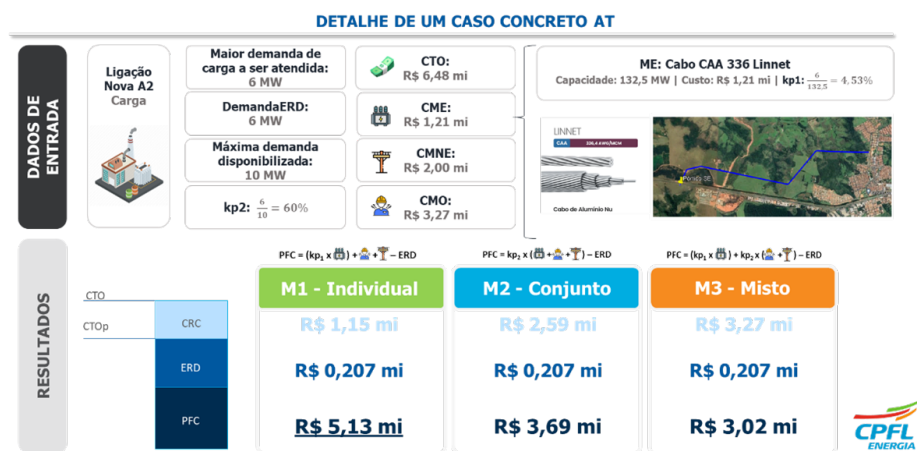 DETALHE DE UM CASO CONCRETO AT
DADOS DE
ENTRADA
Ligação
Nova A2
Carga
Maior demanda de
carga a ser atendida:
6 MW
DemandaERD:
6 MW
Máxima demanda
disponibilizada:
10 MW
kp2: 6/10 = 60%
CTO:
R$ 6,48 mi
CME:
R$ 1,21 mi
CMNE:
R$ 2,00 mi
CMO:
R$ 3,27 mi
ME: Cabo CAA 336 Linnet
Capacidade: 132,5 MW | Custo: R$ 1,21 mi | kp1: 6/132,5 = 4,53%
LINNET
CAA
336,4 KWG/MCM
Cabo de Alumínio Nu
RESULTADOS
CTO
CTOp
CRC
ERD
PFC
PFC = (kp₁ x ) + + – ERD
M1 - Individual
R$ 1,15 mi
R$ 0,207 mi
R$ 5,13 mi
PFC = kp₂ x ( + + ) – ERD
M2 - Conjunto
R$ 2,59 mi
R$ 0,207 mi
R$ 3,69 mi
PFC = (kp₁ x ) + kp₂ x ( + ) – ERD
M3 - Misto
R$ 3,27 mi
R$ 0,207 mi
R$ 3,02 mi
CPFL
ENERGIA